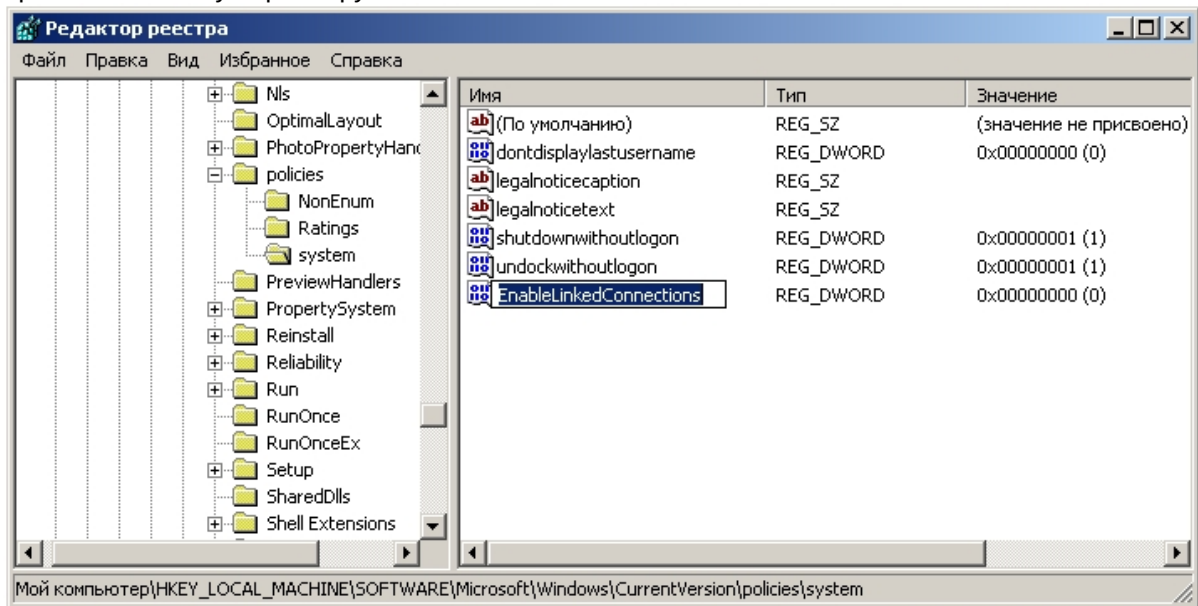 Редактор реестра
Файл Правка Вид Избранное Справка
Nls
OptimalLayout
PhotoPropertyHand
policies
NonEnum
Ratings
system
PreviewHandlers
PropertySystem
Reinstall
Reliability
Run
RunOnce
RunOnceEx
Setup
SharedDlls
Shell Extensions
Имя Тип Значение
(По умолчанию) REG_SZ (значение не присвоено)
dontdisplaylastusername REG_DWORD 0x00000000 (0)
legalnoticecaption REG_SZ
legalnoticetext REG_SZ
shutdownwithoutlogon REG_DWORD 0x00000001 (1)
undockwithoutlogon REG_DWORD 0x00000001 (1)
EnableLinkedConnections REG_DWORD 0x00000000 (0)
Мой компьютер\HKEY_LOCAL_MACHINE\SOFTWARE\Microsoft\Windows\CurrentVersion\policies\system